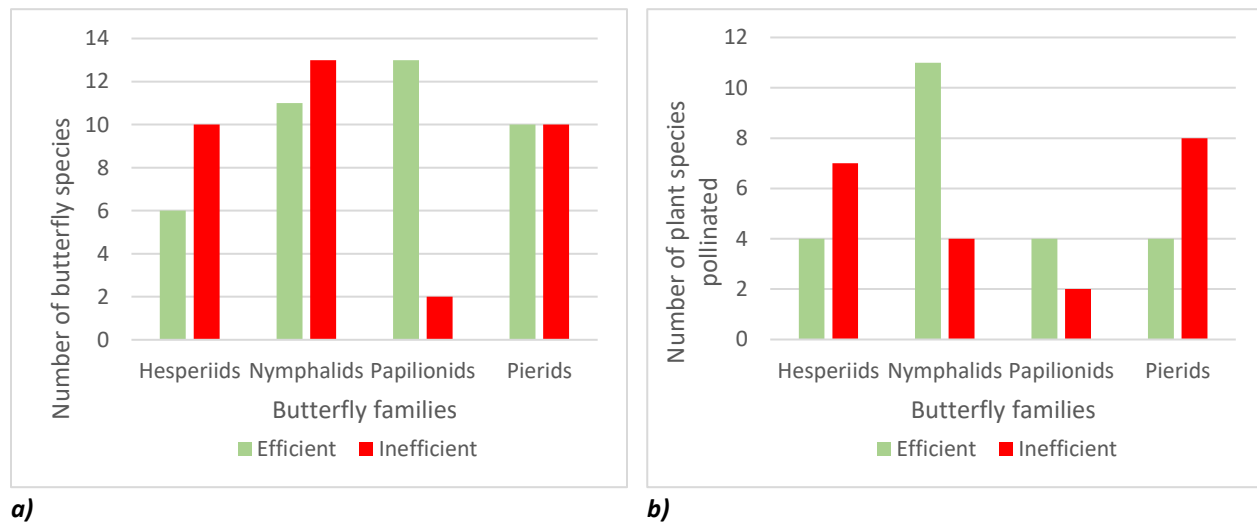 Number of butterfly species
14
12
10
8
6
4
2
0
Hesperiids Nymphalids Papilionids Pierids
Butterfly families
Efficient Inefficient
a)
Number of plant species
pollinated
12
10
8
6
4
2
0
Hesperiids Nymphalids Papilionids Pierids
Butterfly families
Efficient Inefficient
b)